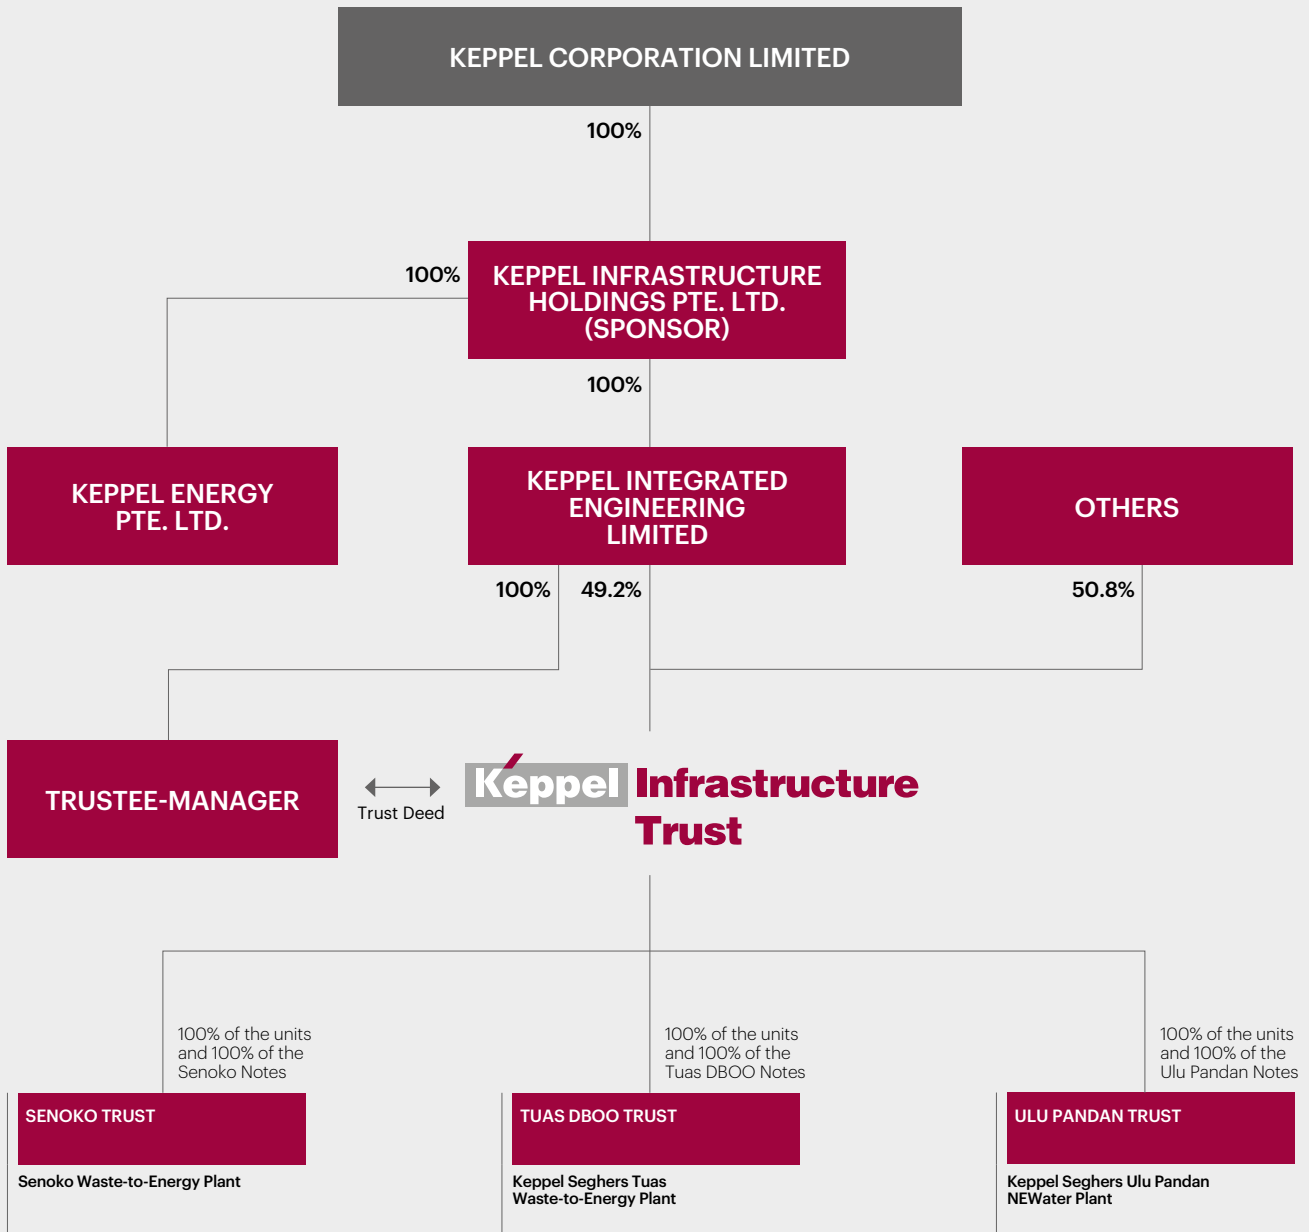 KEPPEL CORPORATION LIMITED
100%
100%
KEPPEL INFRASTRUCTURE
HOLDINGS PTE. LTD.
(SPONSOR)
100%
KEPPEL ENERGY
PTE. LTD.
KEPPEL INTEGRATED
ENGINEERING
LIMITED
OTHERS
100%
49.2%
50.8%
TRUSTEE-MANAGER
Trust Deed
Képpel Infrastructure
Trust
100% of the units
and 100% of the
Senoko Notes
100% of the units
and 100% of the
Tuas DBOO Notes
100% of the units
and 100% of the
Ulu Pandan Notes
SENOKO TRUST
Senoko Waste-to-Energy Plant
TUAS DBOO TRUST
Keppel Seghers Tuas
Waste-to-Energy Plant
ULU PANDAN TRUST
Keppel Seghers Ulu Pandan
NEWater Plant